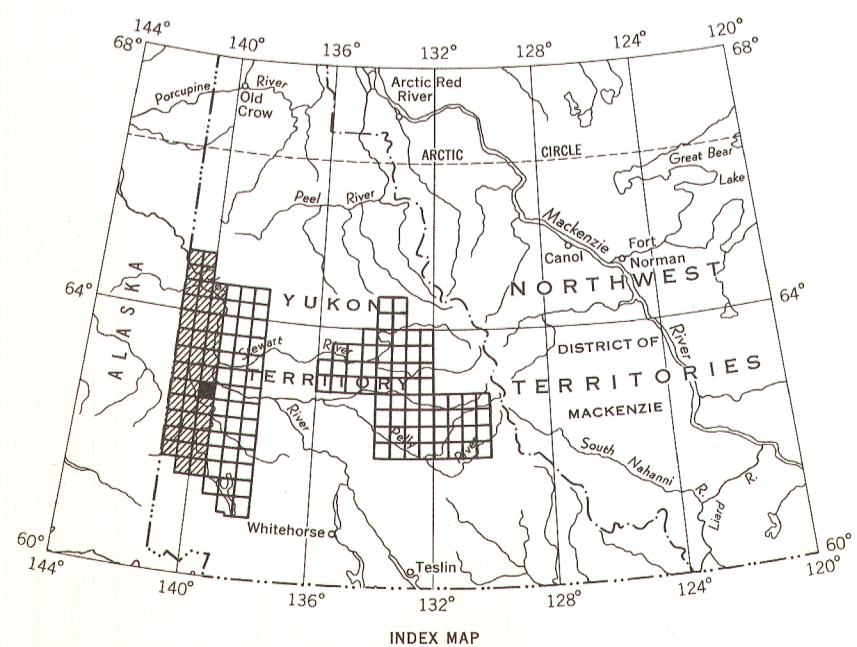 144°
140°
136°
132°
128°
124°
120°
68°
68°
Porcupine River
Old
Crow
Arctic Red
River
ARCTIC CIRCLE
Great Bear
Lake
Peel River
Mackenzie
Canol
Fort
Norman
NORTHWEST
ALASKA
64°
64°
YUKON
Stewart River
DISTRICT OF
River
TERRITORY
TERRITORIES
MACKENZIE
River
Pelly
River
South
Nahanni
R.
R.
Liard
Whitehorse
Teslin
60°
60°
144°
140°
136°
132°
128°
124°
120°
INDEX MAP